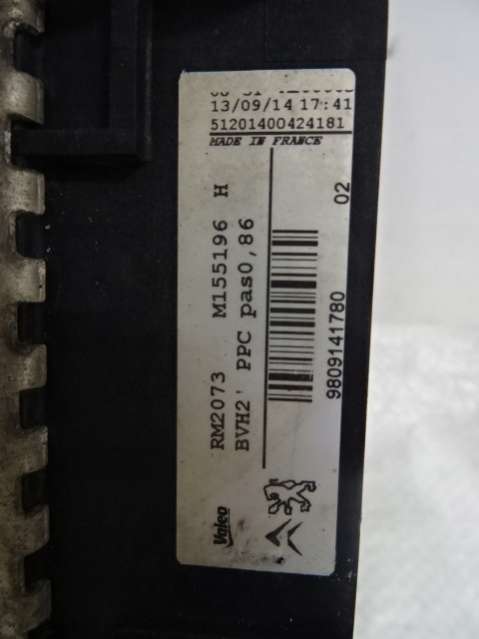 13/09/14 17:41
51201400424181
MADE IN FRANCE
RM2073 M155196 H
BVH2' PPC pas0,86
9809141780 02
Valeo